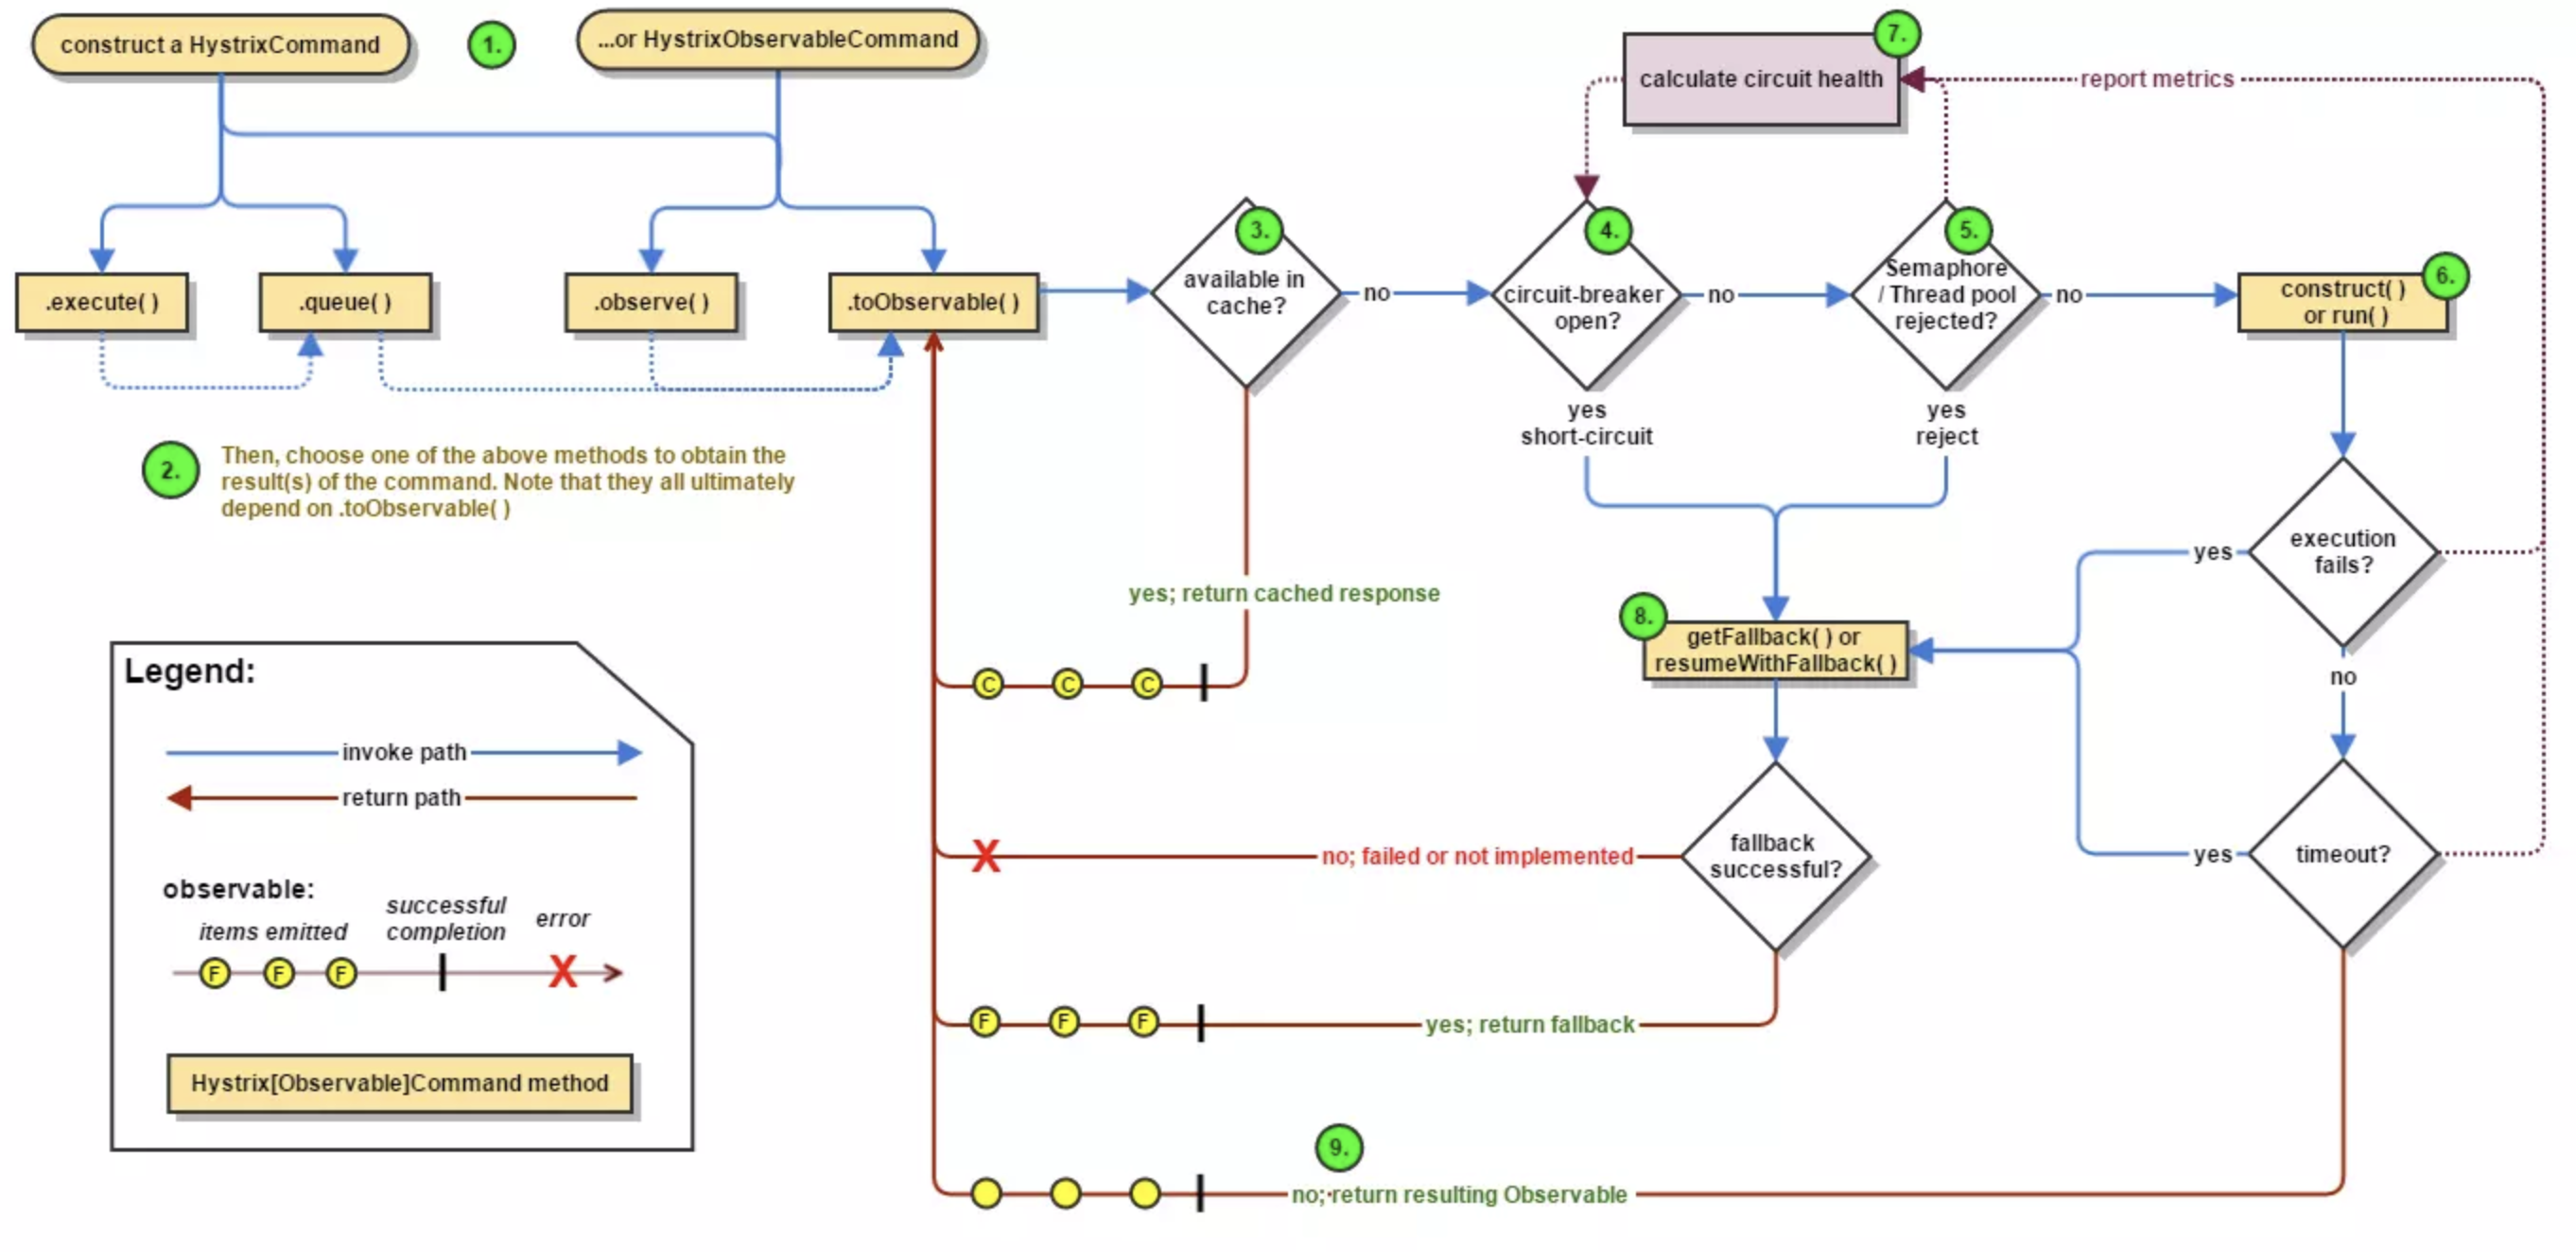 construct a HystrixCommand
1.
...or HystrixObservableCommand
7.
calculate circuit health
report metrics
.execute( )
.queue( )
.observe( )
.toObservable( )
3.
available in
cache?
no
4.
circuit-breaker
open?
no
5.
Semaphore
/ Thread pool
rejected?
no
6.
construct( )
or run( )
yes
short-circuit
yes
reject
2.
Then, choose one of the above methods to obtain the
result(s) of the command. Note that they all ultimately
depend on .toObservable( )
execution
fails?
yes
no
yes; return cached response
C C C
8.
getFallback( ) or
resumeWithFallback( )
fallback
successful?
timeout?
yes
X
no; failed or not implemented
F F F
yes; return fallback
9.
no; return resulting Observable
Legend:
invoke path
return path
observable:
items emitted
successful
completion
error
F F F
X
Hystrix[Observable]Command method